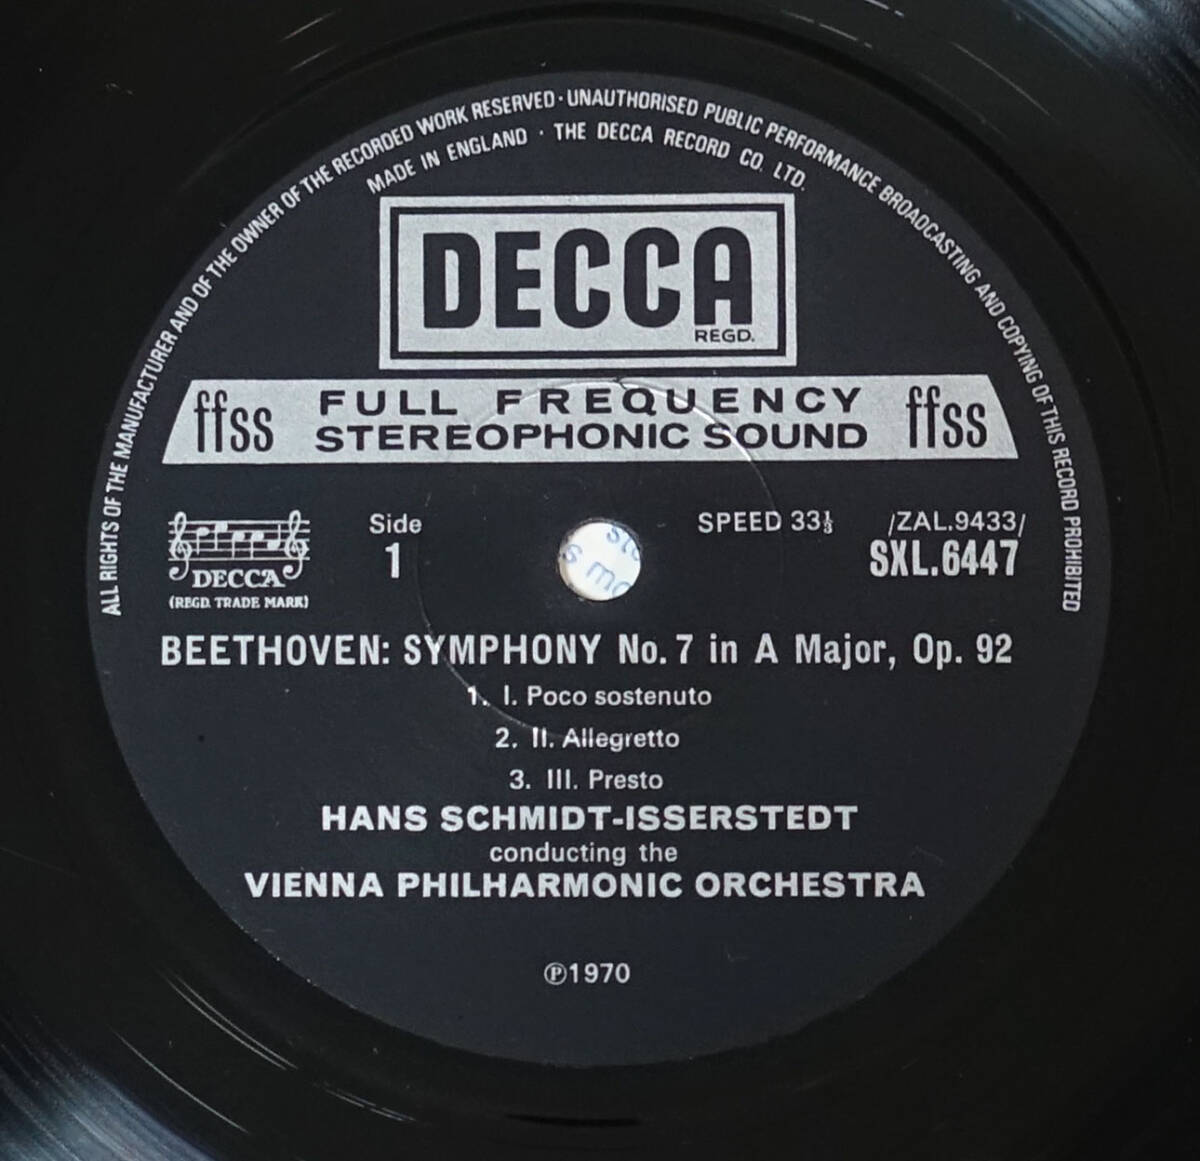 ALL RIGHTS OF THE MANUFACTURER AND OF THE OWNER OF THE RECORDED WORK RESERVED · UNAUTHORISED PUBLIC PERFORMANCE BROADCASTING AND COPYING OF THIS RECORD PROHIBITED
MADE IN ENGLAND · THE DECCA RECORD CO. LTD.
DECCA
REGD.
ffss FULL FREQUENCY STEREOPHONIC SOUND ffss
DECCA
(REGD. TRADE MARK)
Side
1
SPEED 33⅓
/ZAL.9433/
SXL.6447
BEETHOVEN: SYMPHONY No. 7 in A Major, Op. 92
1. I. Poco sostenuto
2. II. Allegretto
3. III. Presto
HANS SCHMIDT-ISSERSTEDT
conducting the
VIENNA PHILHARMONIC ORCHESTRA
℗1970